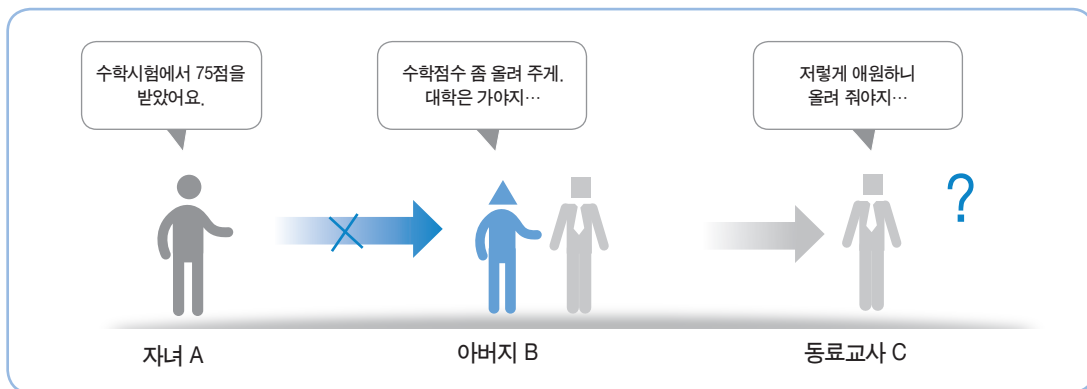 수학시험에서 75점을
받았어요.
수학점수 좀 올려 주게.
대학은 가야지…
저렇게 애원하니
올려 줘야지…
?
자녀 A
아버지 B
동료교사 C